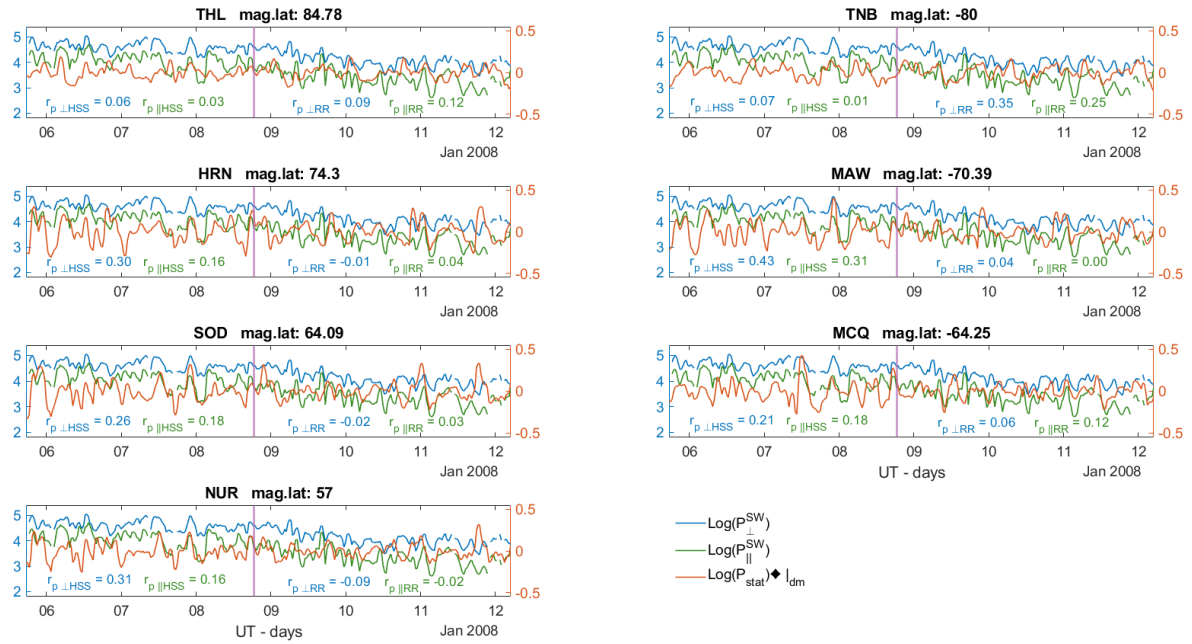 THL mag.lat: 84.78
5
4
3
2
0.5
0
-0.5
r p ⊥HSS = 0.06 r p ||HSS = 0.03 r p ⊥RR = 0.09 r p ||RR = 0.12
06 07 08 09 10 11 12
Jan 2008
TNB mag.lat: -80
5
4
3
2
0.5
0
-0.5
r p ⊥HSS = 0.07 r p ||HSS = 0.01 r p ⊥RR = 0.35 r p ||RR = 0.25
06 07 08 09 10 11 12
Jan 2008
HRN mag.lat: 74.3
5
4
3
2
0.5
0
-0.5
r p ⊥HSS = 0.30 r p ||HSS = 0.16 r p ⊥RR = -0.01 r p ||RR = 0.04
06 07 08 09 10 11 12
Jan 2008
MAW mag.lat: -70.39
5
4
3
2
0.5
0
-0.5
r p ⊥HSS = 0.43 r p ||HSS = 0.31 r p ⊥RR = 0.04 r p ||RR = 0.00
06 07 08 09 10 11 12
Jan 2008
SOD mag.lat: 64.09
5
4
3
2
0.5
0
-0.5
r p ⊥HSS = 0.26 r p ||HSS = 0.18 r p ⊥RR = -0.02 r p ||RR = 0.03
06 07 08 09 10 11 12
Jan 2008
MCQ mag.lat: -64.25
5
4
3
2
0.5
0
-0.5
r p ⊥HSS = 0.21 r p ||HSS = 0.18 r p ⊥RR = 0.06 r p ||RR = 0.12
06 07 08 09 10 11 12
UT - days
Jan 2008
NUR mag.lat: 57
5
4
3
2
0.5
0
-0.5
r p ⊥HSS = 0.31 r p ||HSS = 0.16 r p ⊥RR = -0.09 r p ||RR = -0.02
06 07 08 09 10 11 12
UT - days
Jan 2008
Log(P⊥SW)
Log(P||SW)
Log(Pstat)◆ Idm